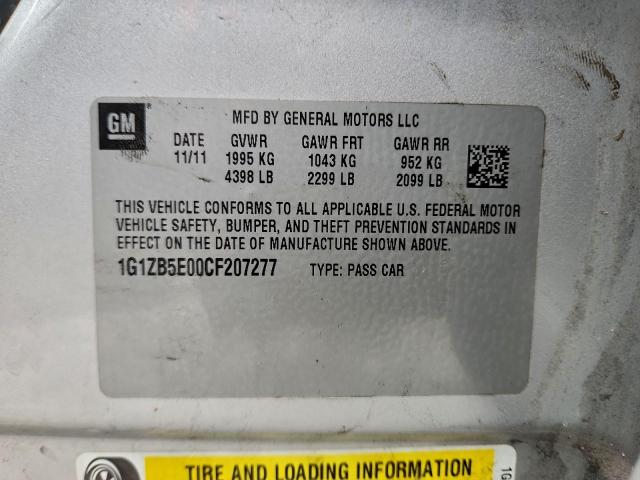 GM
MFD BY GENERAL MOTORS LLC
DATE GVWR GAWR FRT GAWR RR
11/11 1995 KG 1043 KG 952 KG
4398 LB 2299 LB 2099 LB
THIS VEHICLE CONFORMS TO ALL APPLICABLE U.S. FEDERAL MOTOR
VEHICLE SAFETY, BUMPER, AND THEFT PREVENTION STANDARDS IN
EFFECT ON THE DATE OF MANUFACTURE SHOWN ABOVE.
1G1ZB5E00CF207277 TYPE: PASS CAR
TIRE AND LOADING INFORMATION
1G